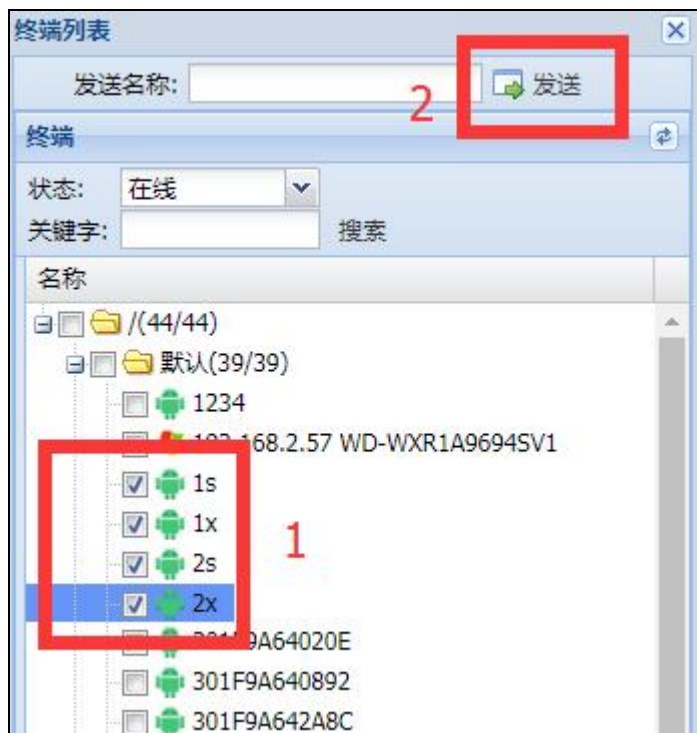 终端列表
发送名称: 发送
2
终端
状态: 在线
关键字: 搜索
名称
/(44/44)
默认(39/39)
1234
168.2.57 WD-WXR1A9694SV1
1s
1x
1
2s
2x
9A64020E
301F9A640892
301F9A642A8C